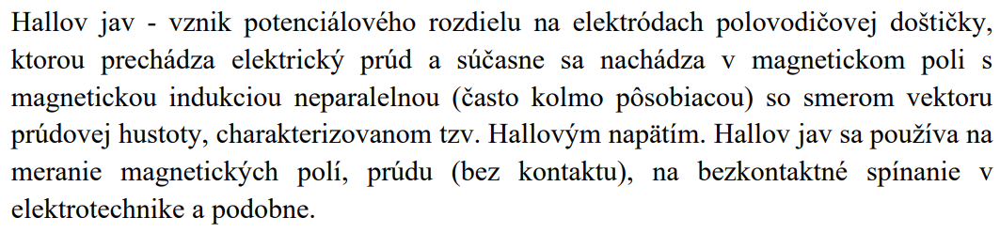 Hallov jav - vznik potenciálového rozdielu na elektródach polovodičovej doštičky,
ktorou prechádza elektrický prúd a súčasne sa nachádza v magnetickom poli s
magnetickou indukciou neparalelnou (často kolmo pôsobiacou) so smerom vektoru
prúdovej hustoty, charakterizovanom tzv. Hallovým napätím. Hallov jav sa používa na
meranie magnetických polí, prúdu (bez kontaktu), na bezkontaktné spínanie v
elektrotechnike a podobne.